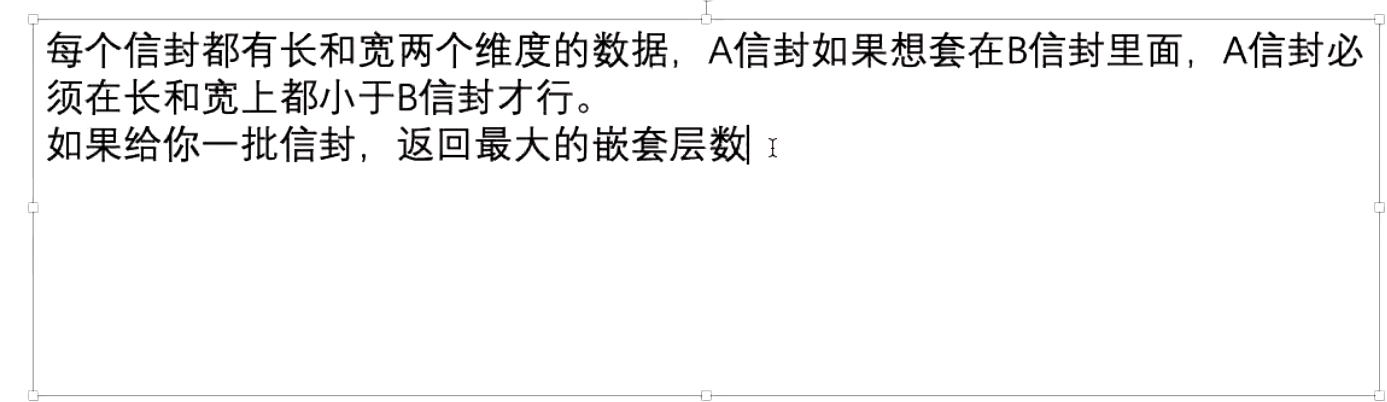 每个信封都有长和宽两个维度的数据，A信封如果想套在B信封里面，A信封必
须在长和宽上都小于B信封才行。
如果给你一批信封，返回最大的嵌套层数